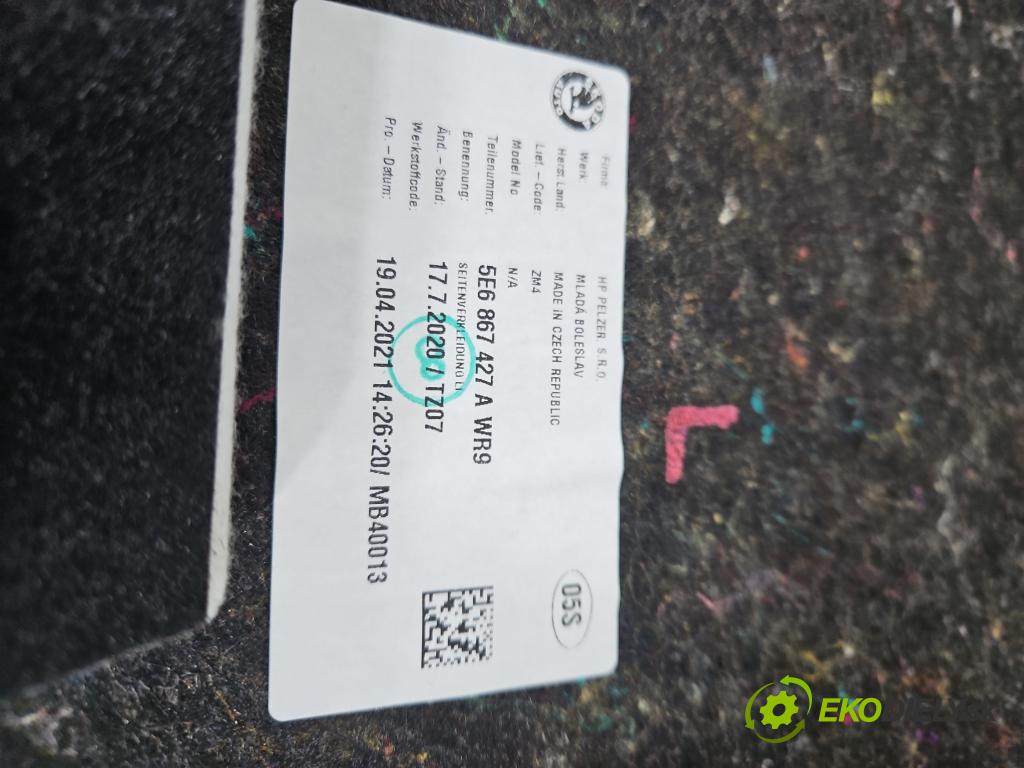 Firma: HP PELZER. S.R.O.
Werk: MLADÁ BOLESLAV
Herst. Land: MADE IN CZECH REPUBLIC
Lief. - Code: ZM4
Model No N/A
Teilenummer: 5E6 867 427 A WR9
Benennung: SEITENVERKLEIDUNG LI
Änd. - Stand: 17.7.2020 / TZ07
Werkstoffcode:
Pro. - Datum: 19.04.2021 14:26:20/ MB40013
05S
L
EKO